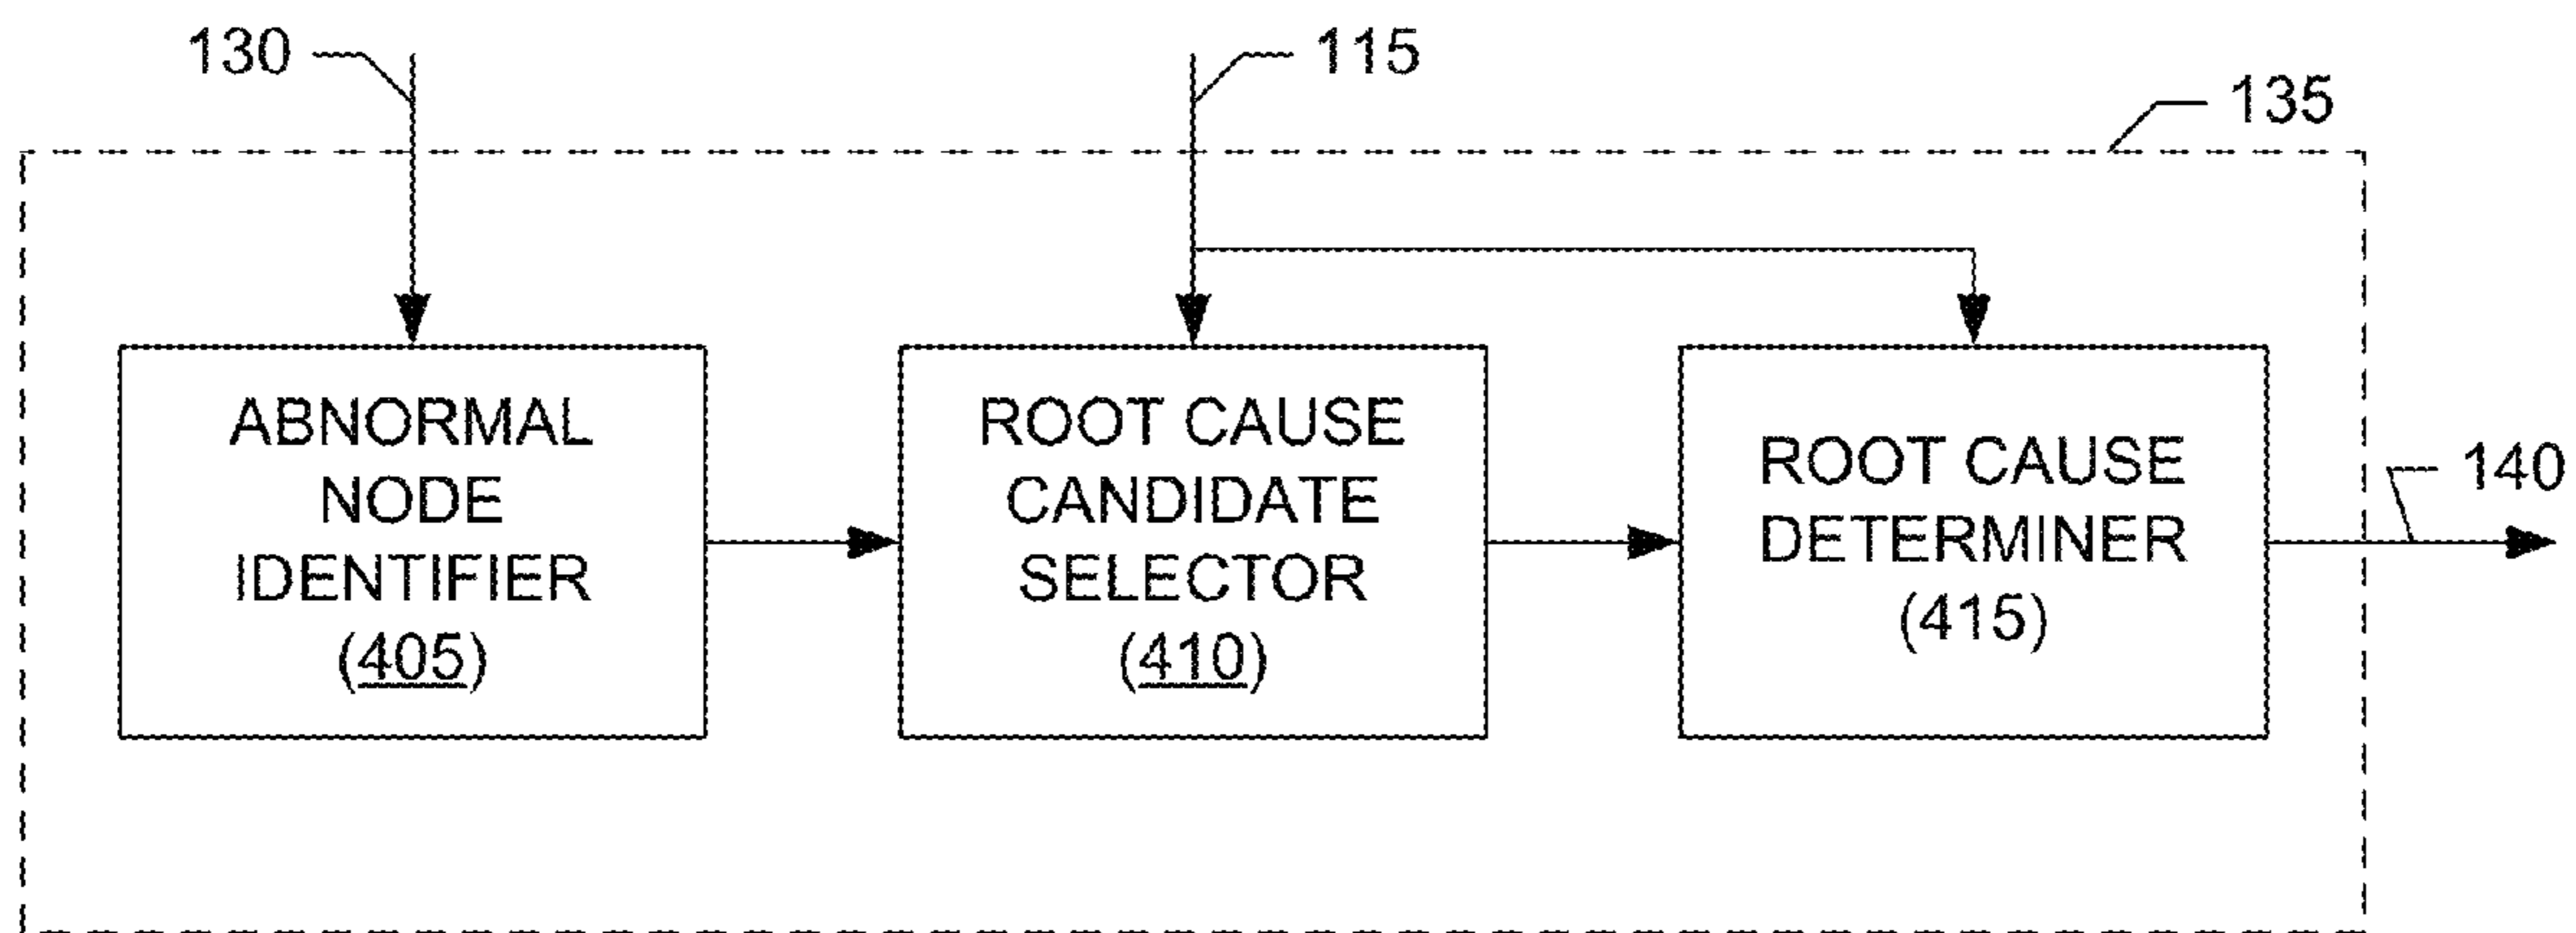 130
115
135
ABNORMAL
NODE
IDENTIFIER
(405)
ROOT CAUSE
CANDIDATE
SELECTOR
(410)
ROOT CAUSE
DETERMINER
(415)
140